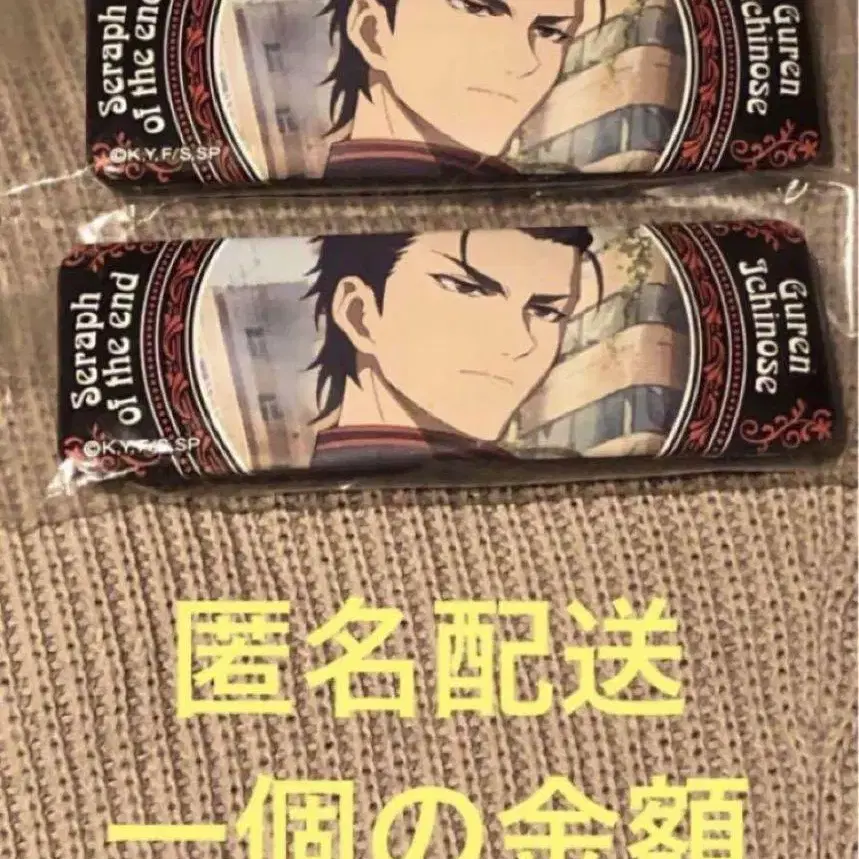 Seraph
of the end
Guren
Ichinose
©K.Y.F/S,SP
Seraph
of the end
Guren
Ichinose
©K.Y.F/S,SP
匿名配送
一個の金額